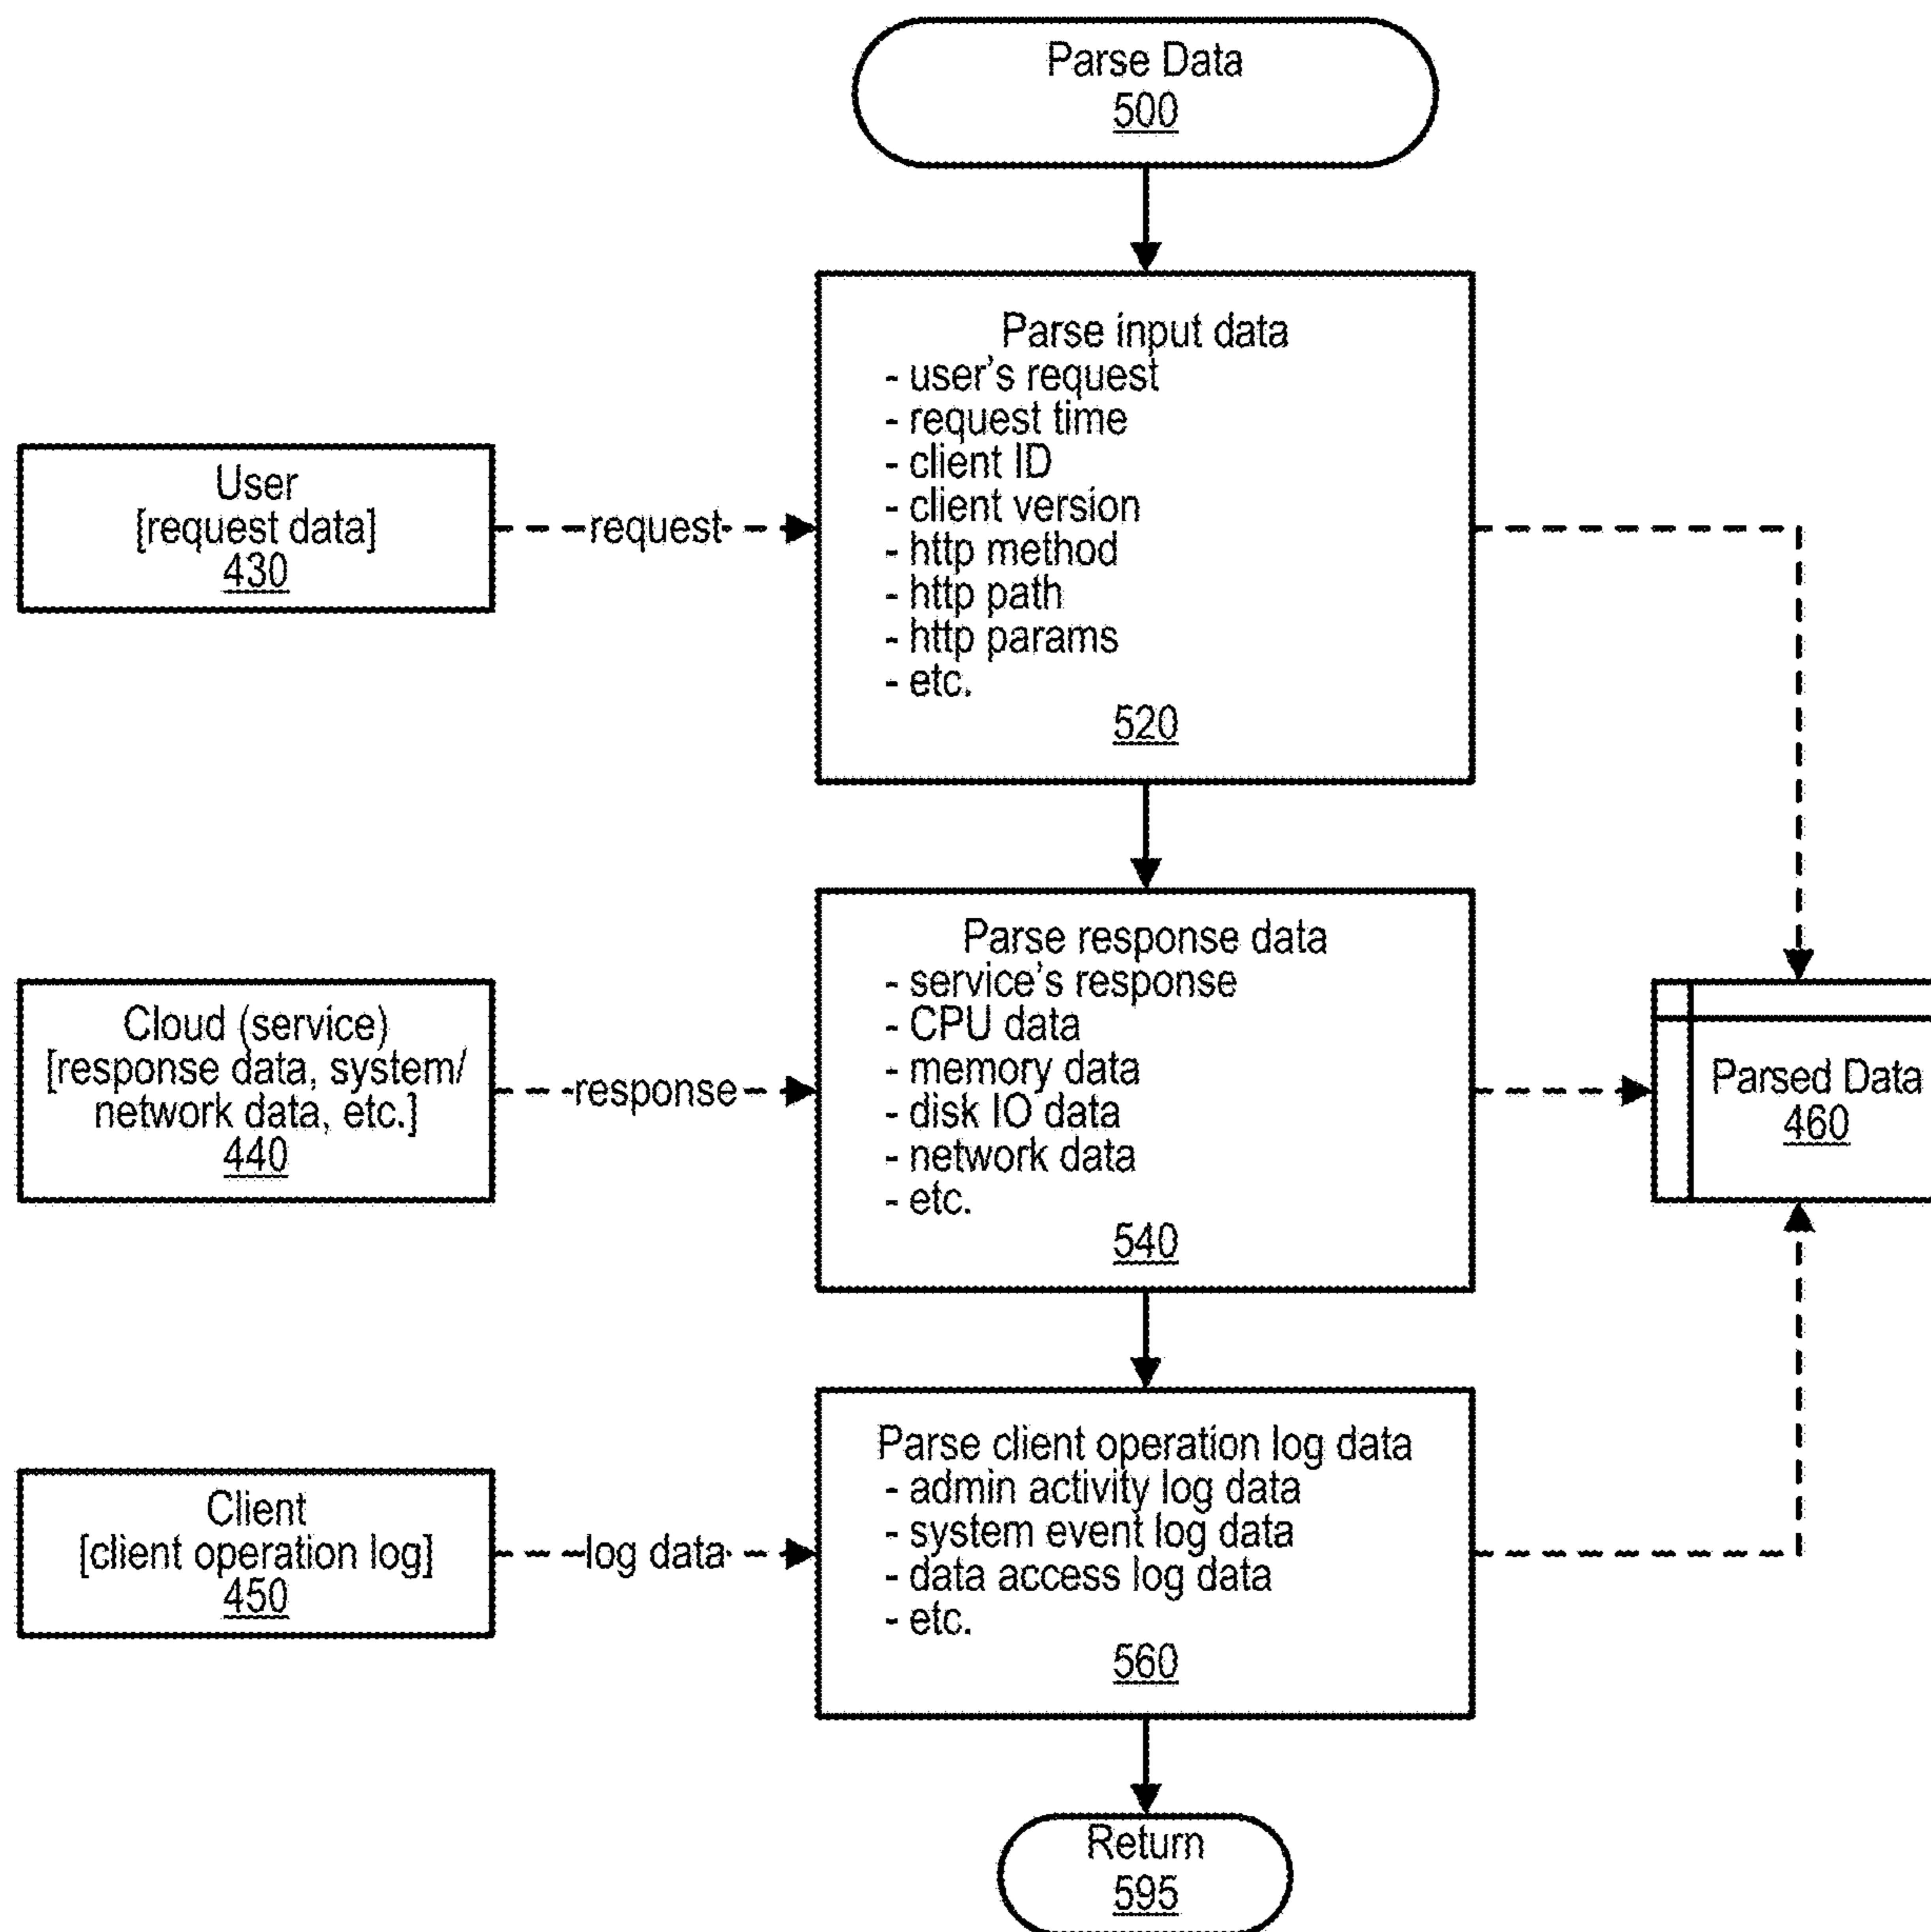 Parse Data
500
Parse input data
- user's request
- request time
- client ID
- client version
- http method
- http path
- http params
- etc.
520
User
[request data]
430
request
Parse response data
- service's response
- CPU data
- memory data
- disk IO data
- network data
- etc.
540
Cloud (service)
[response data, system/
network data, etc.]
440
response
Parsed Data
460
Parse client operation log data
- admin activity log data
- system event log data
- data access log data
- etc.
560
Client
[client operation log]
450
log data
Return
595